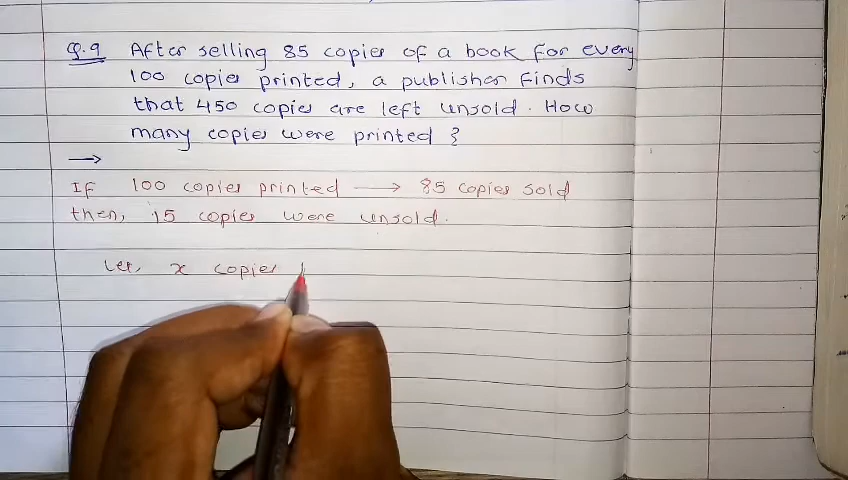 Q.9 After selling 85 copies of a book for every
100 copies printed, a publisher finds
that 450 copies are left unsold. How
many copies were printed ?
→
If 100 copies printed → 85 copies sold
then, 15 copies were unsold.
Let, x copies